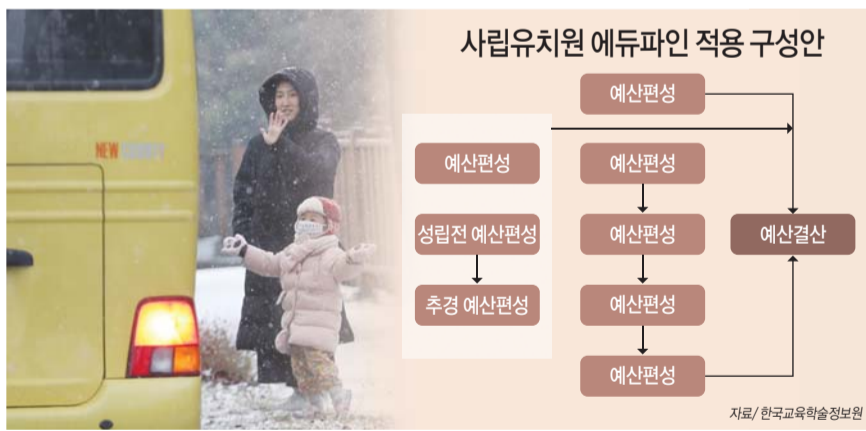 사립유치원 에듀파인 적용 구성안
예산편성
예산편성
예산편성
성립전 예산편성
예산편성
예산결산
추경 예산편성
예산편성
예산편성
자료/ 한국교육학술정보원
NEW